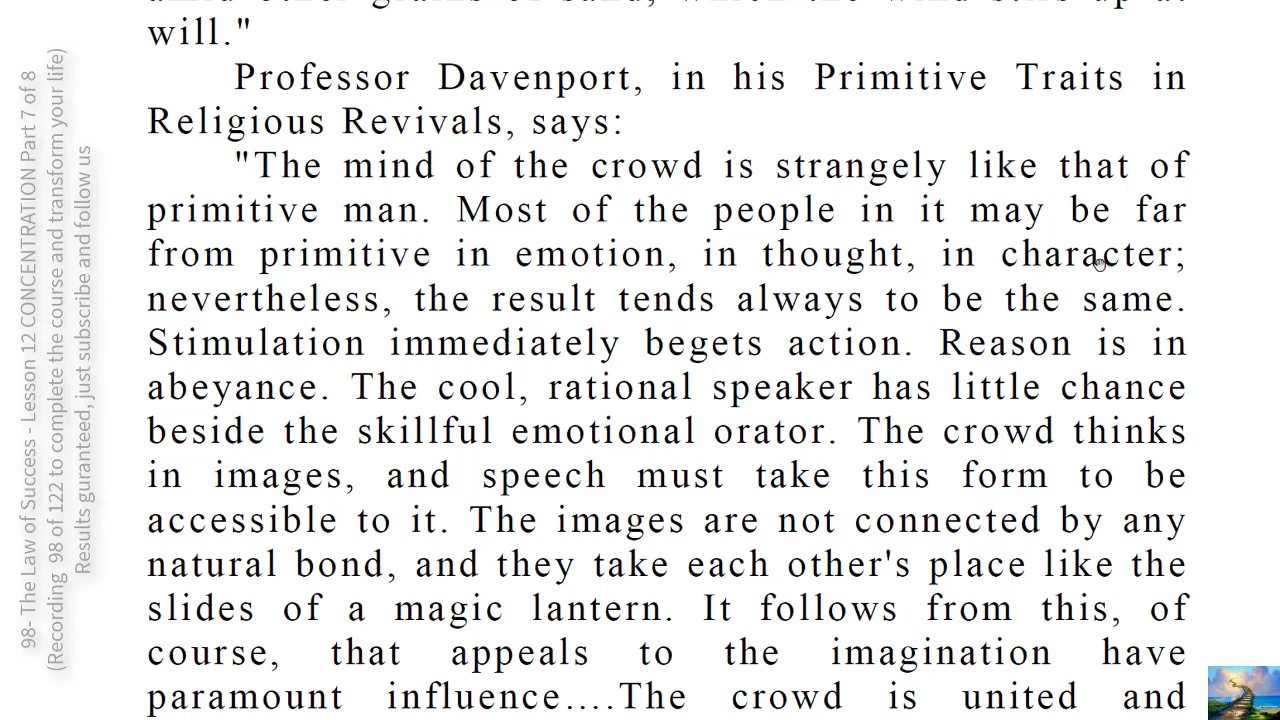 will."
Professor Davenport, in his Primitive Traits in
Religious Revivals, says:
"The mind of the crowd is strangely like that of
primitive man. Most of the people in it may be far
from primitive in emotion, in thought, in character;
nevertheless, the result tends always to be the same.
Stimulation immediately begets action. Reason is in
abeyance. The cool, rational speaker has little chance
beside the skillful emotional orator. The crowd thinks
in images, and speech must take this form to be
accessible to it. The images are not connected by any
natural bond, and they take each other's place like the
slides of a magic lantern. It follows from this, of
course, that appeals to the imagination have
paramount influence....The crowd is united and
98- The Law of Success - Lesson 12 CONCENTRATION Part 7 of 8
(Recording 98 of 122 to complete the course and transform your life)
Results guranteed, just subscribe and follow us